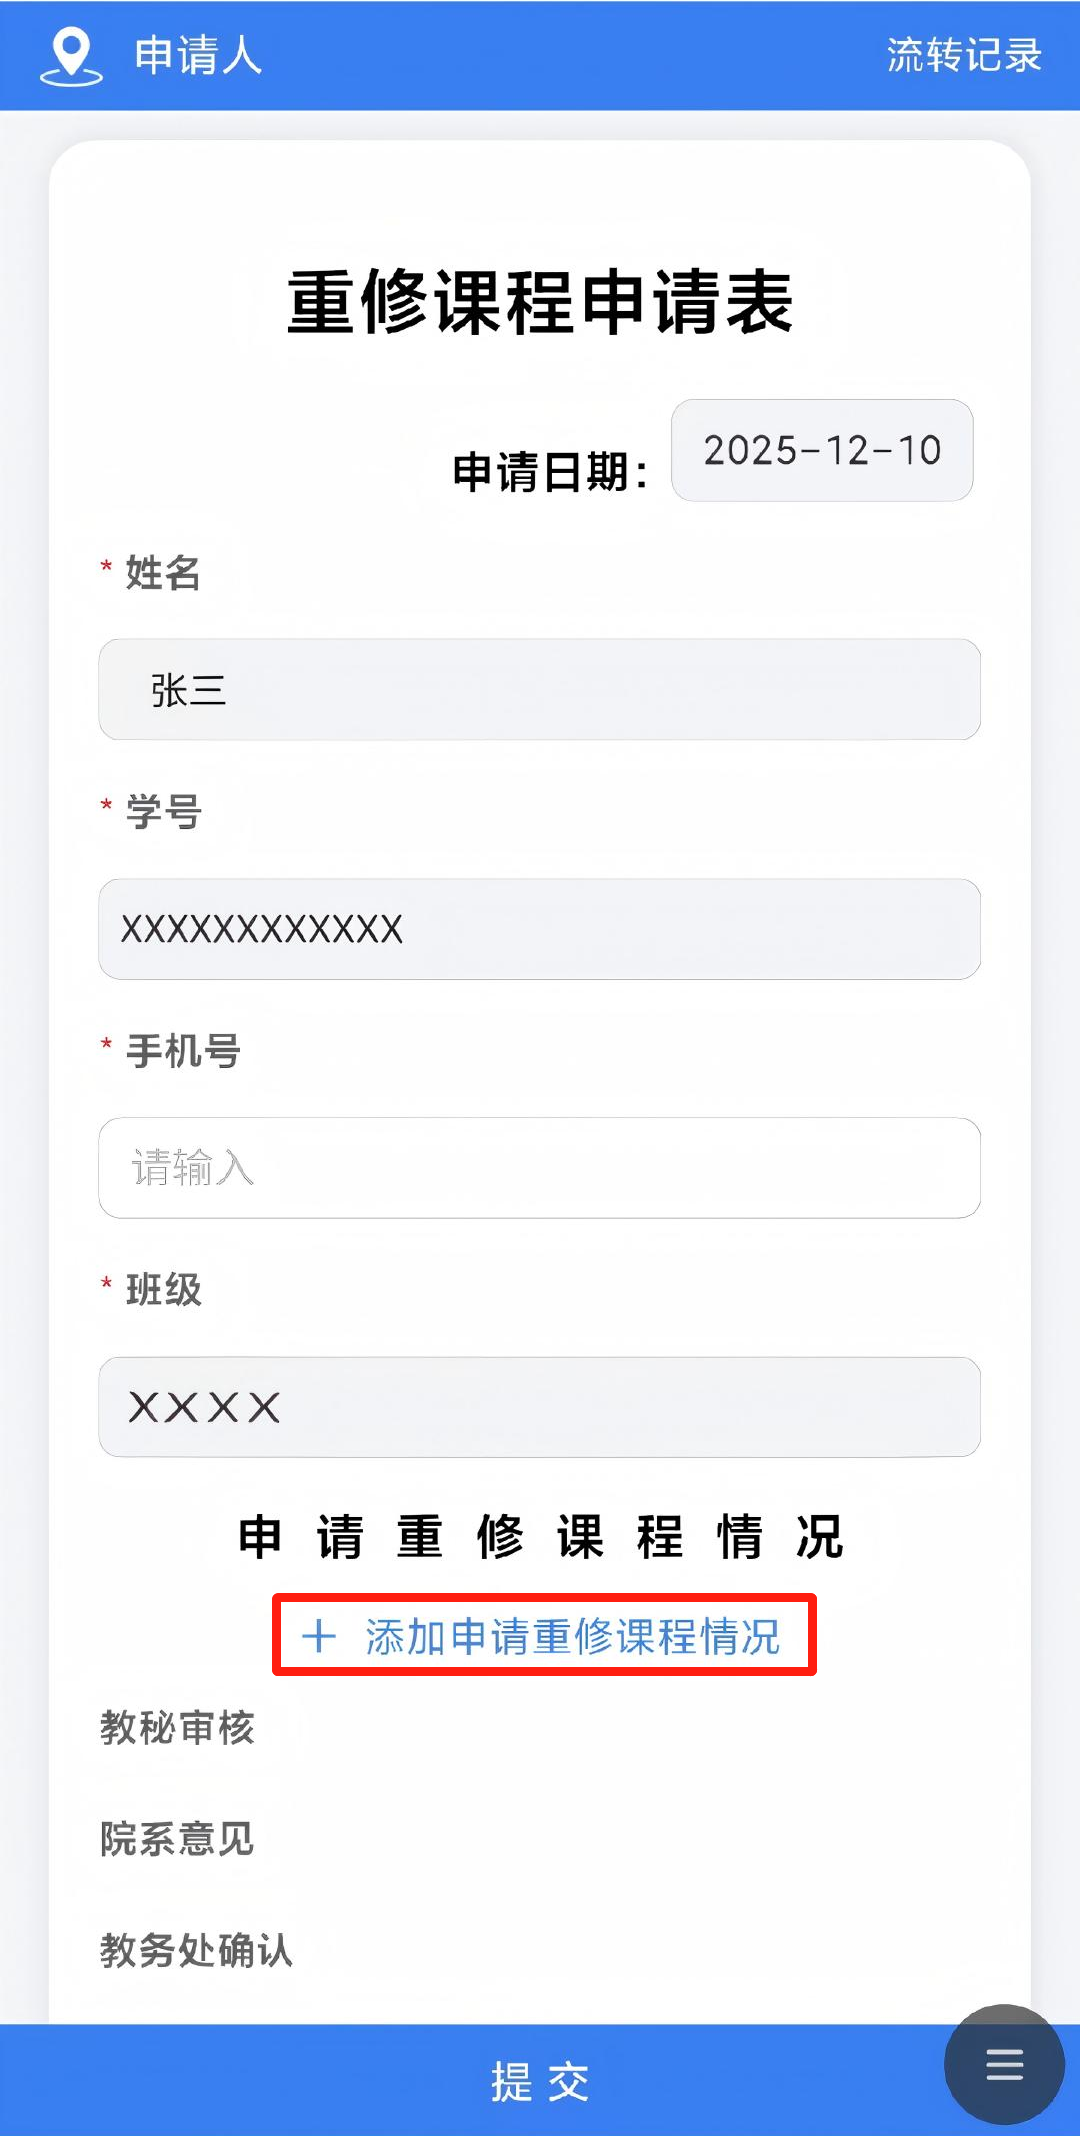 申请人
流转记录
重修课程申请表
申请日期：
2025-12-10
* 姓名
张三
* 学号
XXXXXXXXXXXX
* 手机号
请输入
* 班级
XXXX
申请重修课程情况
+ 添加申请重修课程情况
教秘审核
院系意见
教务处确认
提交